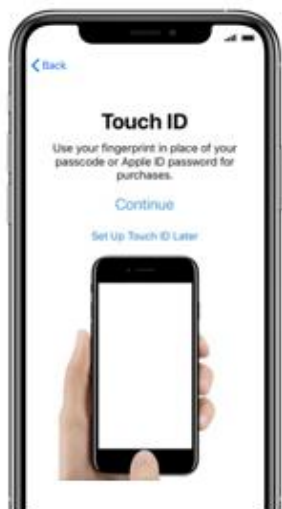 Back
Touch ID
Use your fingerprint in place of your
passcode or Apple ID password for
purchases.
Continue
Set Up Touch ID Later